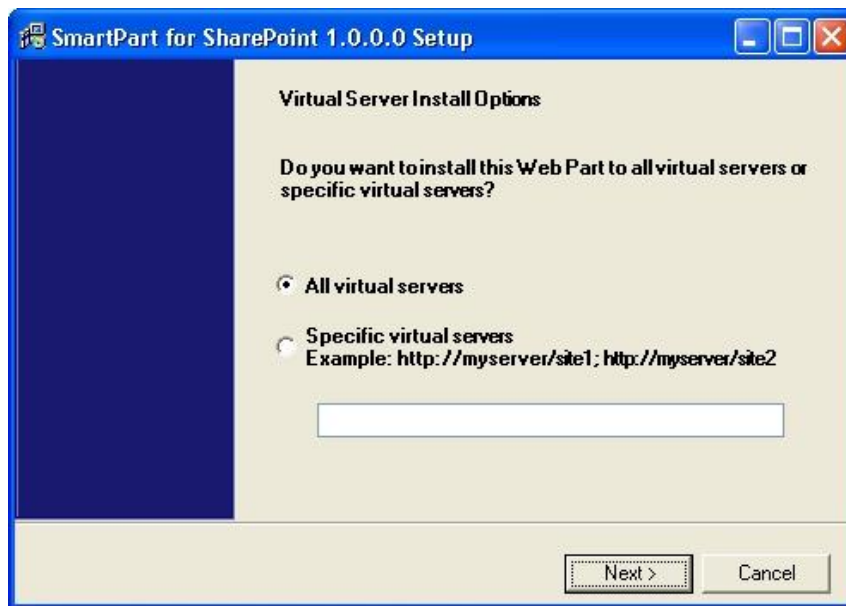 SmartPart for SharePoint 1.0.0.0 Setup
Virtual Server Install Options
Do you want to install this Web Part to all virtual servers or
specific virtual servers?
All virtual servers
Specific virtual servers
Example: http://myserver/site1; http://myserver/site2
Next >
Cancel